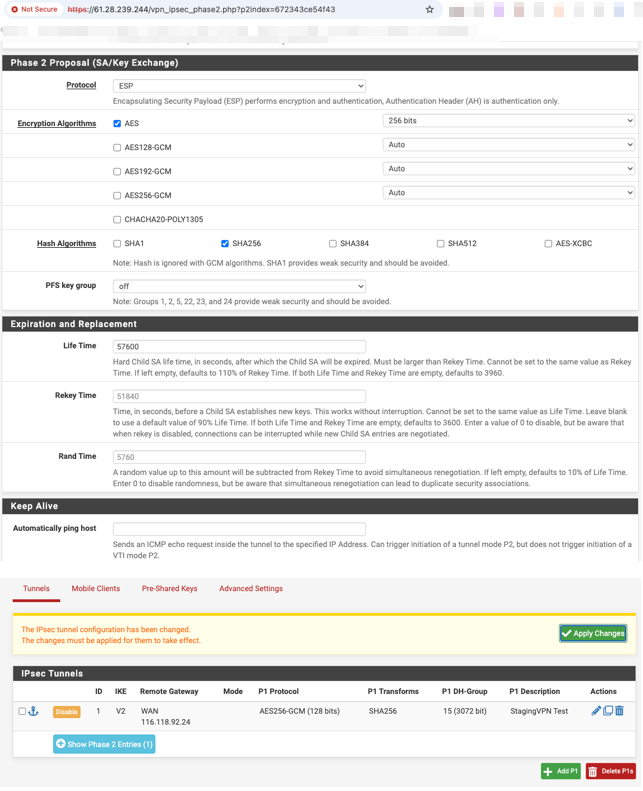 Not Secure https://61.28.239.244/vpn_ipsec_phase2.php?p2index=672343ce54f43
Phase 2 Proposal (SA/Key Exchange)
Protocol ESP
Encapsulating Security Payload (ESP) performs encryption and authentication, Authentication Header (AH) is authentication only.
Encryption Algorithms AES 256 bits
AES128-GCM Auto
AES192-GCM Auto
AES256-GCM Auto
CHACHA20-POLY1305
Hash Algorithms SHA1 SHA256 SHA384 SHA512 AES-XCBC
Note: Hash is ignored with GCM algorithms. SHA1 provides weak security and should be avoided.
PFS key group off
Note: Groups 1, 2, 5, 22, 23, and 24 provide weak security and should be avoided.
Expiration and Replacement
Life Time 57600
Hard Child SA life time, in seconds, after which the Child SA will be expired. Must be larger than Rekey Time. Cannot be set to the same value as Rekey
Time. If left empty, defaults to 110% of Rekey Time. If both Life Time and Rekey Time are empty, defaults to 3960.
Rekey Time 51840
Time, in seconds, before a Child SA establishes new keys. This works without interruption. Cannot be set to the same value as Life Time. Leave blank
to use a default value of 90% Life Time. If both Life Time and Rekey Time are empty, defaults to 3600. Enter a value of 0 to disable, but be aware that
when rekey is disabled, connections can be interrupted while new Child SA entries are negotiated.
Rand Time 5760
A random value up to this amount will be subtracted from Rekey Time to avoid simultaneous renegotiation. If left empty, defaults to 10% of Life Time.
Enter 0 to disable randomness, but be aware that simultaneous renegotiation can lead to duplicate security associations.
Keep Alive
Automatically ping host
Sends an ICMP echo request inside the tunnel to the specified IP Address. Can trigger initiation of a tunnel mode P2, but does not trigger initiation of a
VTI mode P2.
Tunnels Mobile Clients Pre-Shared Keys Advanced Settings
The IPsec tunnel configuration has been changed.
The changes must be applied for them to take effect.
Apply Changes
IPsec Tunnels
ID IKE Remote Gateway Mode P1 Protocol P1 Transforms P1 DH-Group P1 Description Actions
Disable 1 V2 WAN AES256-GCM (128 bits) SHA256 15 (3072 bit) StagingVPN Test
116.118.92.24
Show Phase 2 Entries (1)
Add P1 Delete P1s